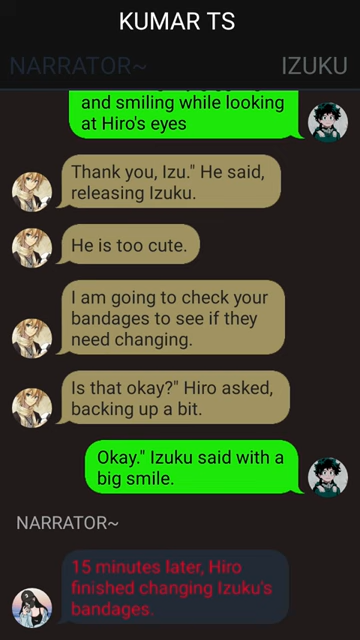 KUMAR TS
NARRATOR~ IZUKU
and smiling while looking
at Hiro's eyes
Thank you, Izu." He said,
releasing Izuku.
He is too cute.
I am going to check your
bandages to see if they
need changing.
Is that okay?" Hiro asked,
backing up a bit.
Okay." Izuku said with a
big smile.
NARRATOR~
15 minutes later, Hiro
finished changing Izuku's
bandages.